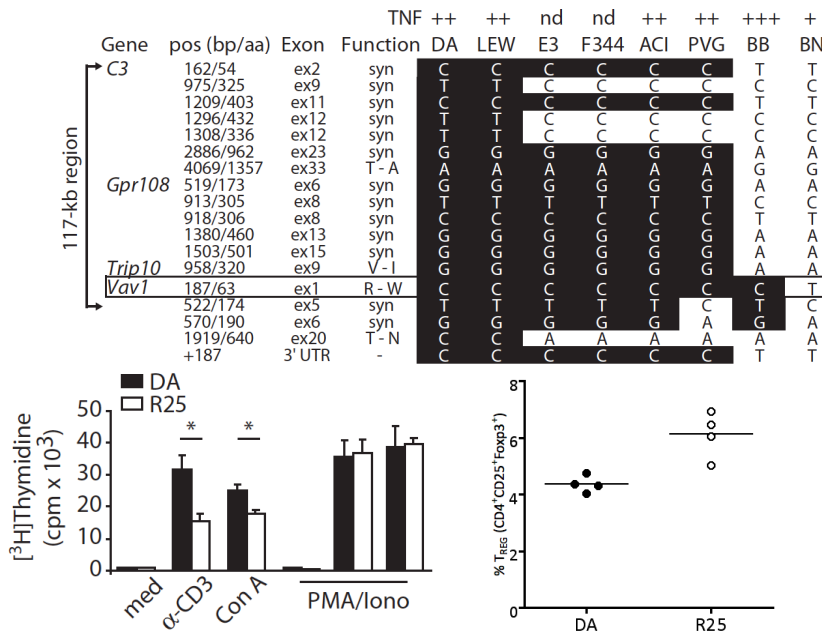 TNF ++ ++ nd nd ++ ++ +++ +
Gene pos (bp/aa) Exon Function DA LEW E3 F344 ACI PVG BB BN
C3 162/54 ex2 syn C C C C C C T T
975/325 ex9 syn T T C C C C C C
1209/403 ex11 syn C C C C C C T T
1296/432 ex12 syn T T C C C C C C
1308/336 ex12 syn T T C C C C C C
2886/962 ex23 syn G G G G G G A A
4069/1357 ex33 T - A A A A A A A G G
Gpr108 519/173 ex6 syn G G G G G G A A
913/305 ex8 syn T T T T T T C C
918/306 ex8 syn C C C C C C T T
1380/460 ex13 syn G G G G G G A A
1503/501 ex15 syn G G G G G G A A
Trip10 958/320 ex9 V - I G G G G G G A A
Vav1 187/63 ex1 R - W C C C C C C C T
522/174 ex5 syn T T T T T C T C
570/190 ex6 syn G G G G G A G A
1919/640 ex20 T - N C C A A A A A A
+187 3' UTR - C C C C C C T T
117-kb region
DA
R25
[³H]Thymidine
(cpm x 10³)
50
40
30
20
10
0
* *
med α-CD3 Con A PMA/Iono
% TREG (CD4⁺CD25⁺Foxp3⁺)
8
6
4
2
0
DA R25